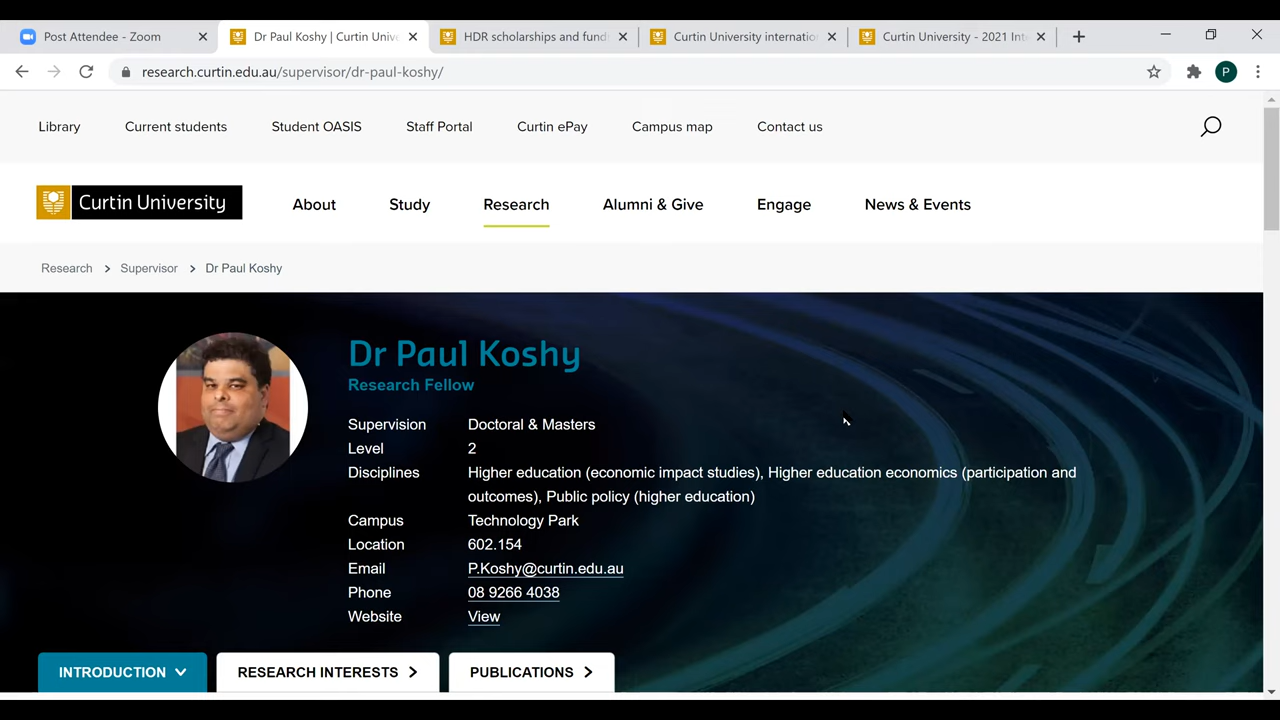 Post Attendee - Zoom
Dr Paul Koshy | Curtin Unive
HDR scholarships and fundi
Curtin University internatio
Curtin University - 2021 Int
research.curtin.edu.au/supervisor/dr-paul-koshy/
P
Library
Current students
Student OASIS
Staff Portal
Curtin ePay
Campus map
Contact us
Curtin University
About
Study
Research
Alumni & Give
Engage
News & Events
Research > Supervisor > Dr Paul Koshy
Dr Paul Koshy
Research Fellow
Supervision Doctoral & Masters
Level 2
Disciplines Higher education (economic impact studies), Higher education economics (participation and
outcomes), Public policy (higher education)
Campus Technology Park
Location 602.154
Email P.Koshy@curtin.edu.au
Phone 08 9266 4038
Website View
INTRODUCTION
RESEARCH INTERESTS
PUBLICATIONS